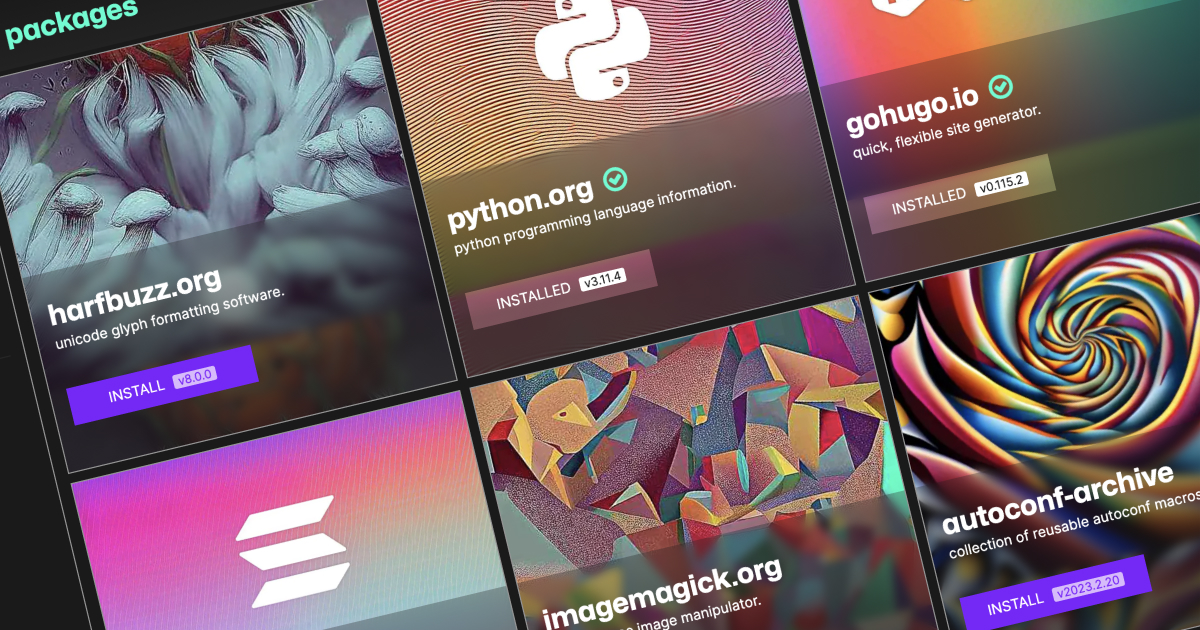 packages
harfbuzz.org
unicode glyph formatting software.
INSTALL v8.0.0
python.org
python programming language information.
INSTALLED v3.11.4
gohugo.io
quick, flexible site generator.
INSTALLED v0.115.2
imagemagick.org
image manipulator.
autoconf-archive
collection of reusable autoconf macros
INSTALL v2023.2.20